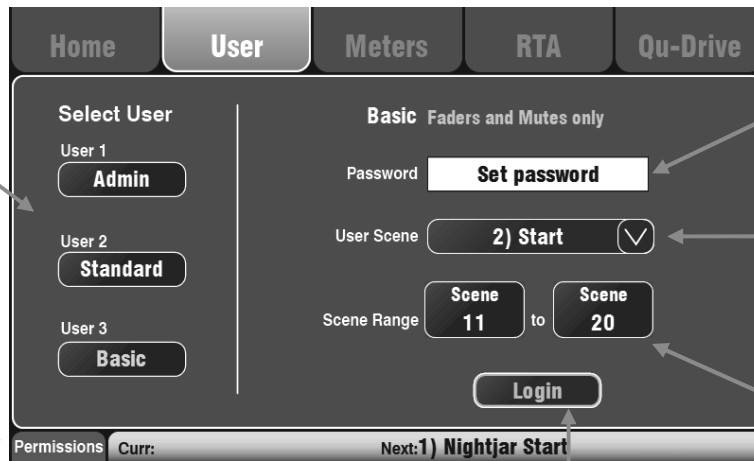 Home User Meters RTA Qu-Drive
Select User
User 1
Admin
User 2
Standard
User 3
Basic
Basic Faders and Mutes only
Password Set password
User Scene 2) Start
Scene Range Scene 11 to Scene 20
Login
Permissions Curr: Next:1) Nightjar Start